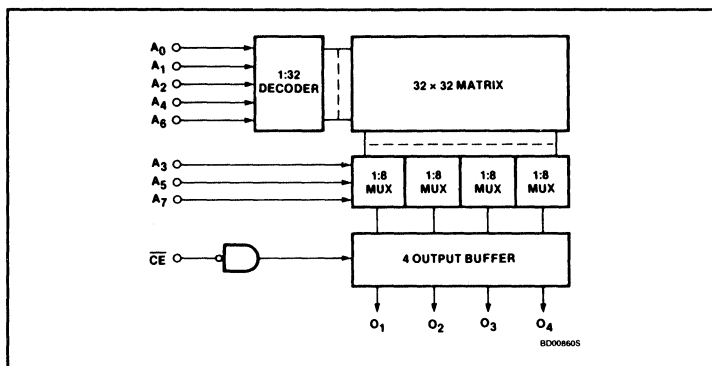 A0
A1
A2
A4
A6
1:32
DECODER
32 × 32 MATRIX
A3
A5
A7
1:8
MUX
1:8
MUX
1:8
MUX
1:8
MUX
CE
4 OUTPUT BUFFER
O1
O2
O3
O4
BD00860S